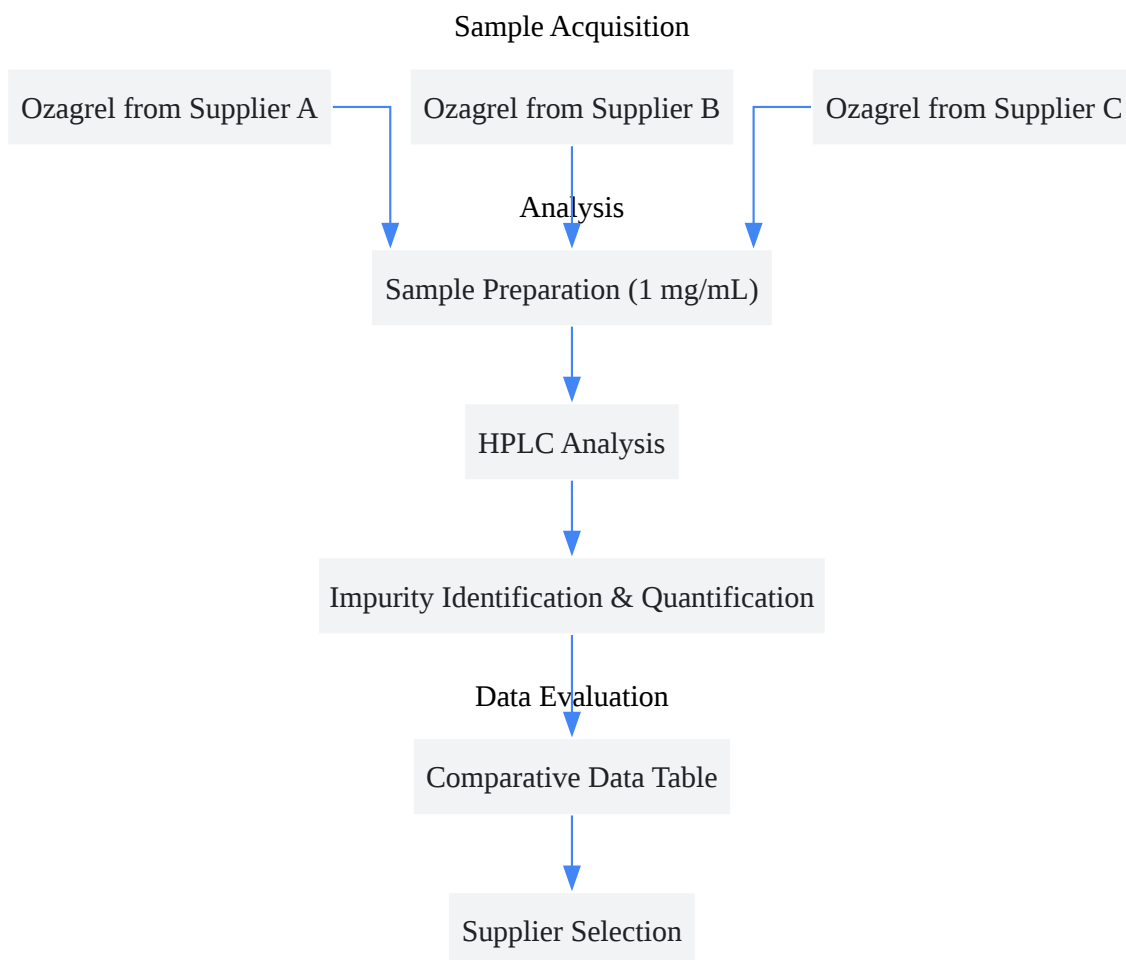 Sample Acquisition
Ozagrel from Supplier A
Ozagrel from Supplier B
Ozagrel from Supplier C
Analysis
Sample Preparation (1 mg/mL)
HPLC Analysis
Impurity Identification & Quantification
Data Evaluation
Comparative Data Table
Supplier Selection